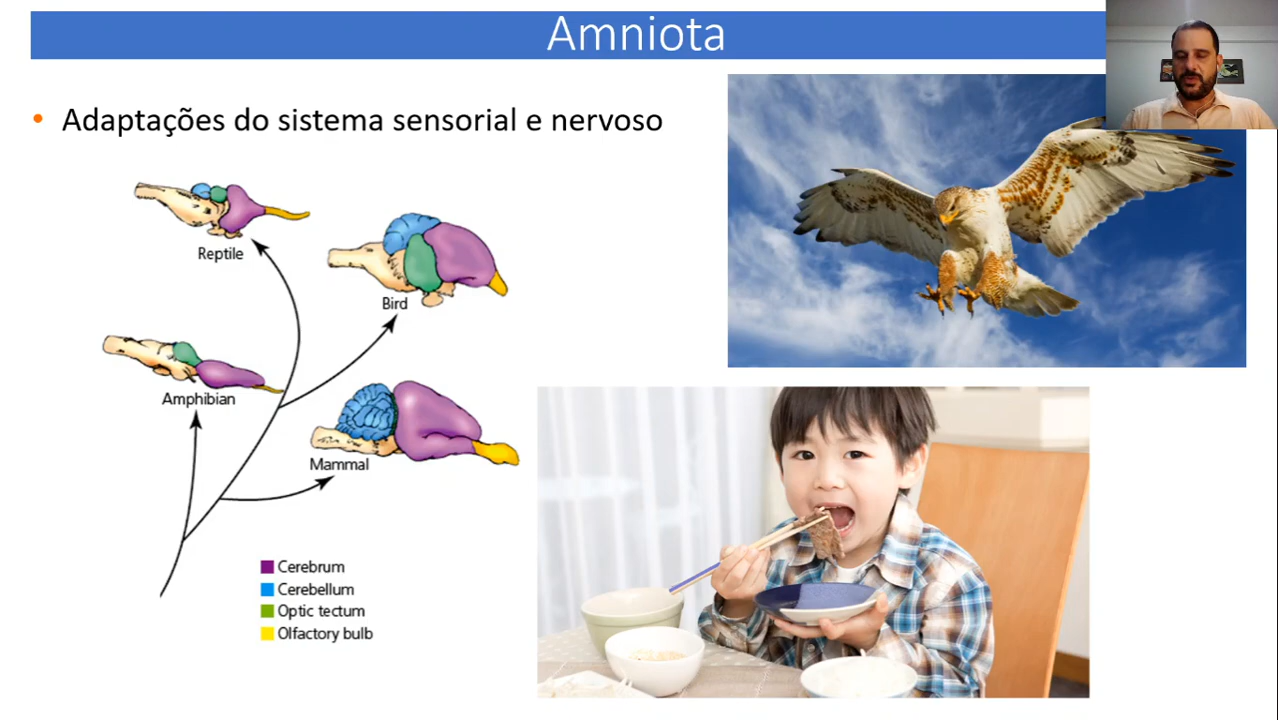 Amniota
• Adaptações do sistema sensorial e nervoso
Reptile
Bird
Amphibian
Mammal
Cerebrum
Cerebellum
Optic tectum
Olfactory bulb